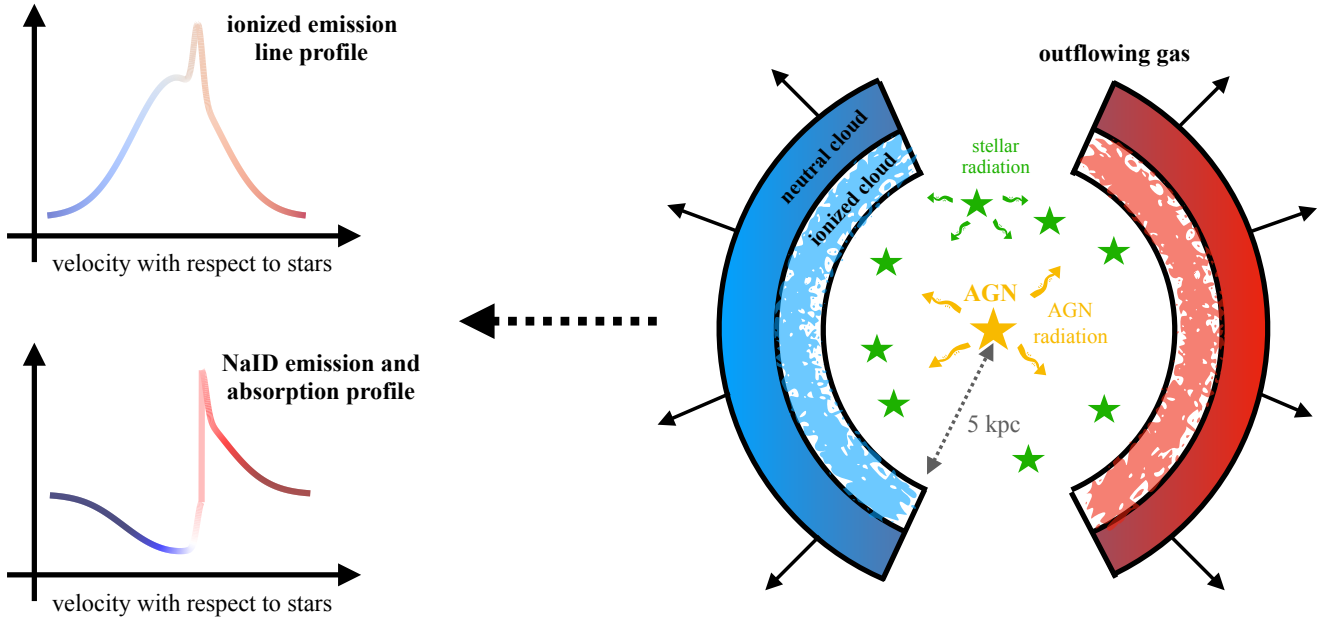 ionized emission
line profile
velocity with respect to stars
NaID emission and
absorption profile
velocity with respect to stars
outflowing gas
neutral cloud
ionized cloud
stellar
radiation
AGN
AGN
radiation
5 kpc